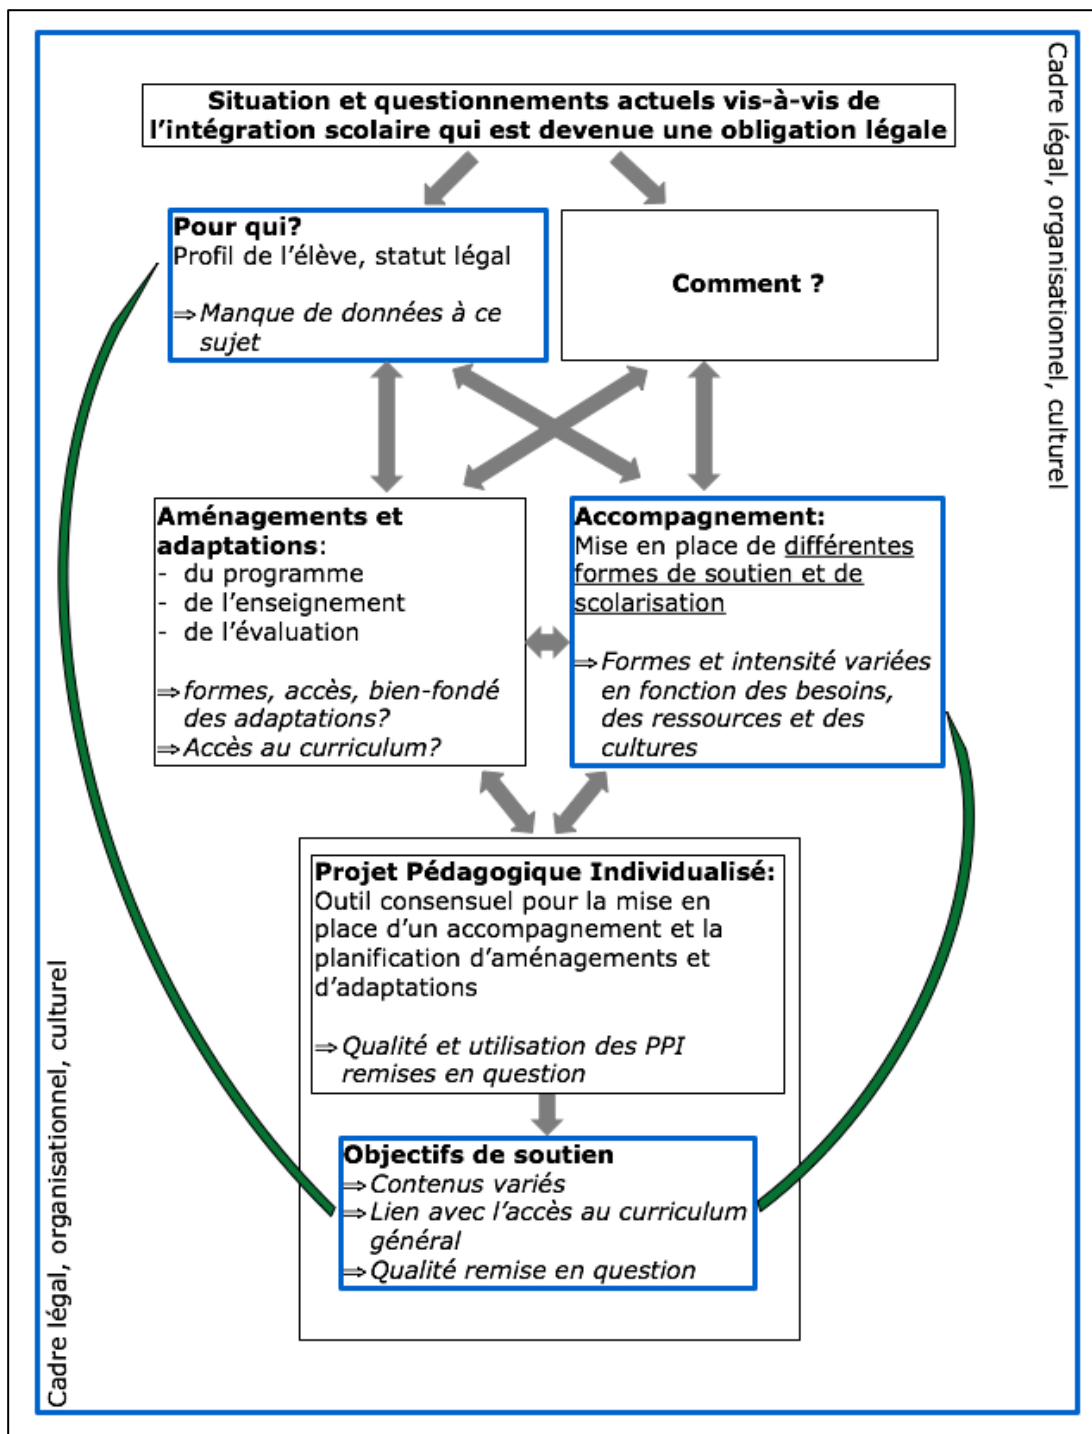 Cadre légal, organisationnel, culturel
Situation et questionnements actuels vis-à-vis de
l'intégration scolaire qui est devenue une obligation légale
Pour qui?
Profil de l'élève, statut légal
⇒Manque de données à ce
sujet
Comment ?
Aménagements et
adaptations:
- du programme
- de l'enseignement
- de l'évaluation
⇒formes, accès, bien-fondé
des adaptations?
⇒Accès au curriculum?
Accompagnement:
Mise en place de différentes
formes de soutien et de
scolarisation
⇒Formes et intensité variées
en fonction des besoins,
des ressources et des
cultures
Projet Pédagogique Individualisé:
Outil consensuel pour la mise en
place d'un accompagnement et la
planification d'aménagements et
d'adaptations
⇒Qualité et utilisation des PPI
remises en question
Objectifs de soutien
⇒Contenus variés
⇒Lien avec l'accès au curriculum
général
⇒Qualité remise en question
Cadre légal, organisationnel, culturel